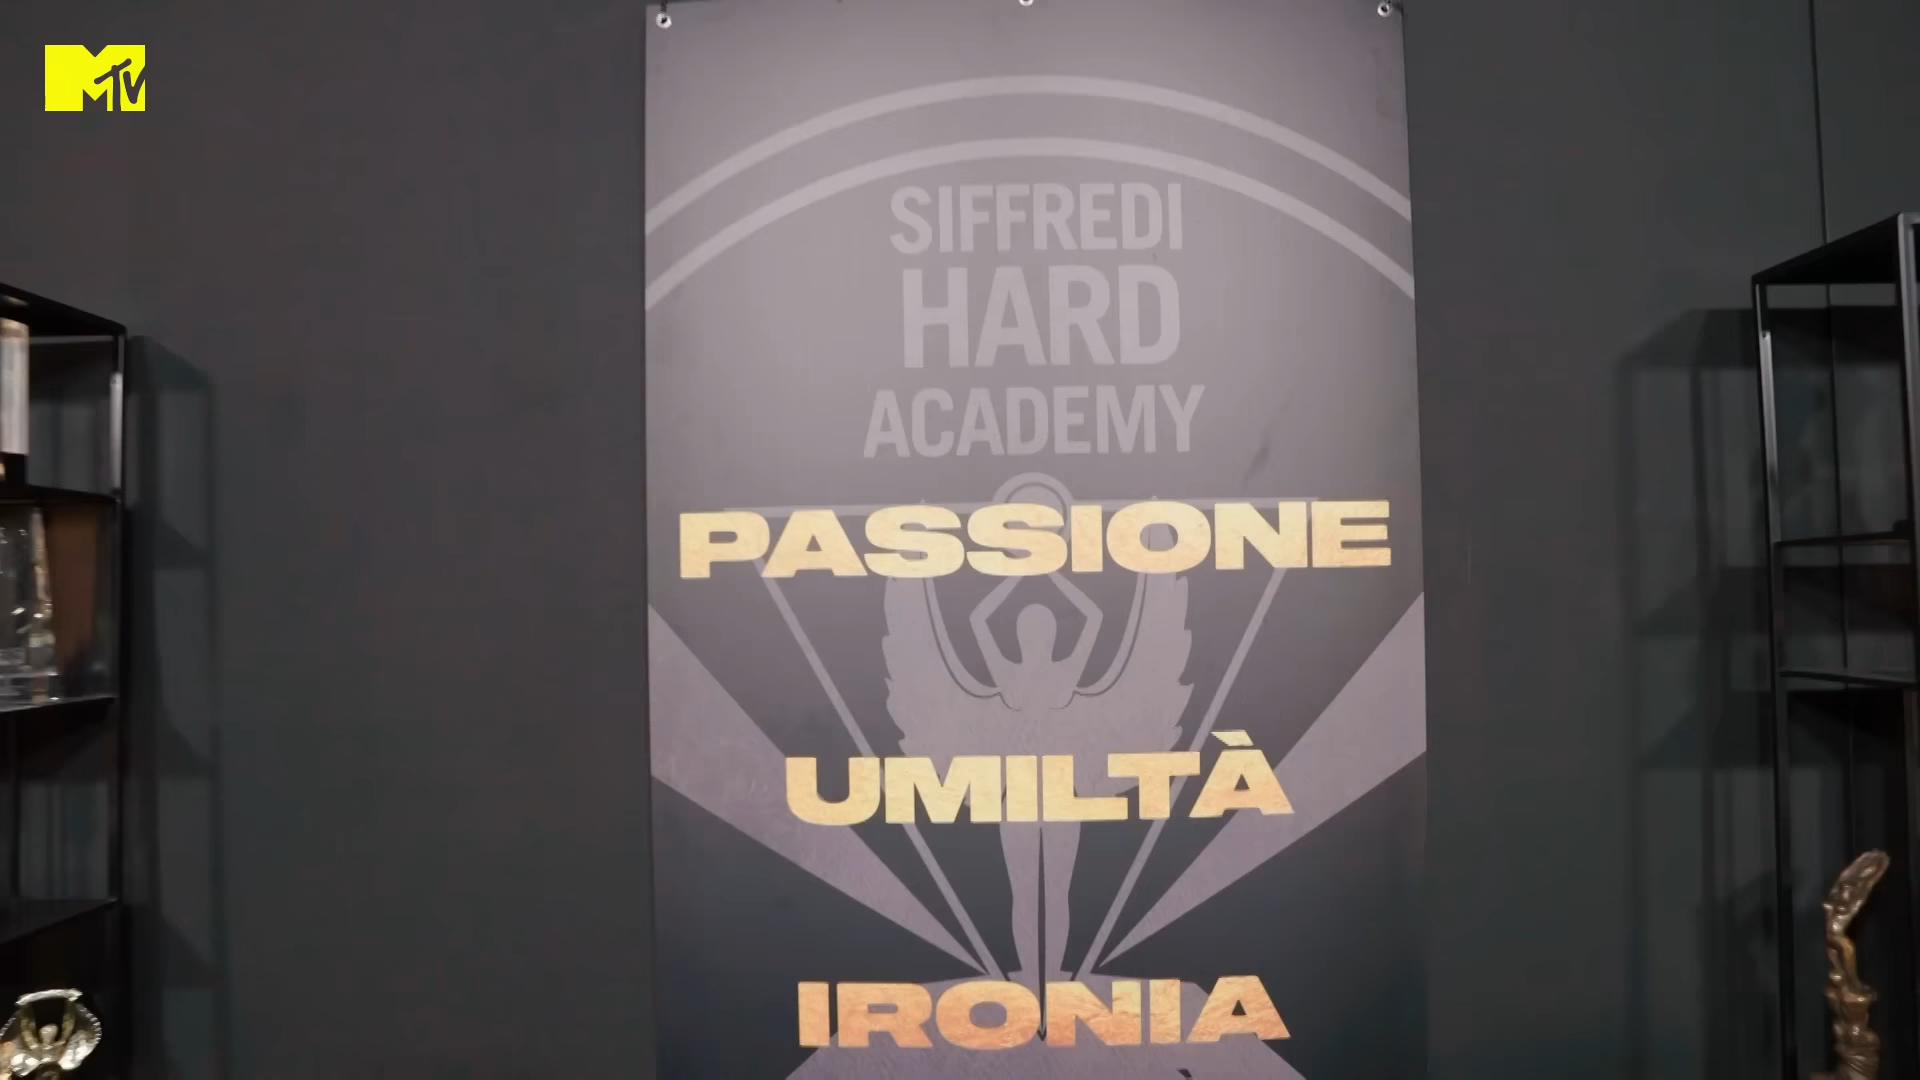 MTV
SIFFREDI
HARD
ACADEMY
PASSIONE
UMILTÀ
IRONIA